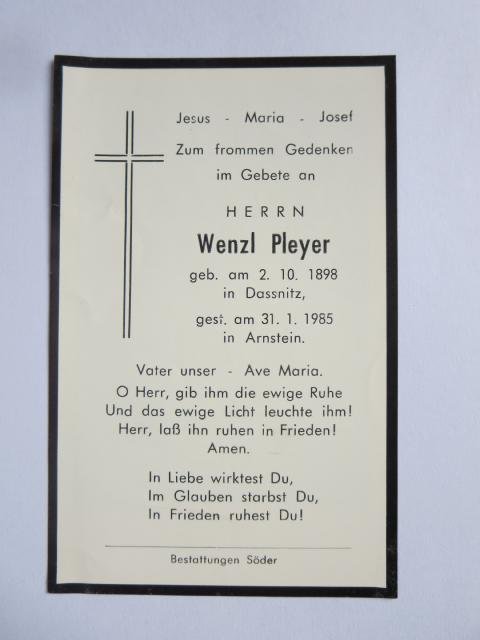 Jesus - Maria - Josef
Zum frommen Gedenken
im Gebete an
HERRN
Wenzl Pleyer
geb. am 2. 10. 1898
in Dassnitz,
gest. am 31. 1. 1985
in Arnstein.
Vater unser - Ave Maria.
O Herr, gib ihm die ewige Ruhe
Und das ewige Licht leuchte ihm!
Herr, laß ihn ruhen in Frieden!
Amen.
In Liebe wirktest Du,
Im Glauben starbst Du,
In Frieden ruhest Du!
Bestattungen Söder